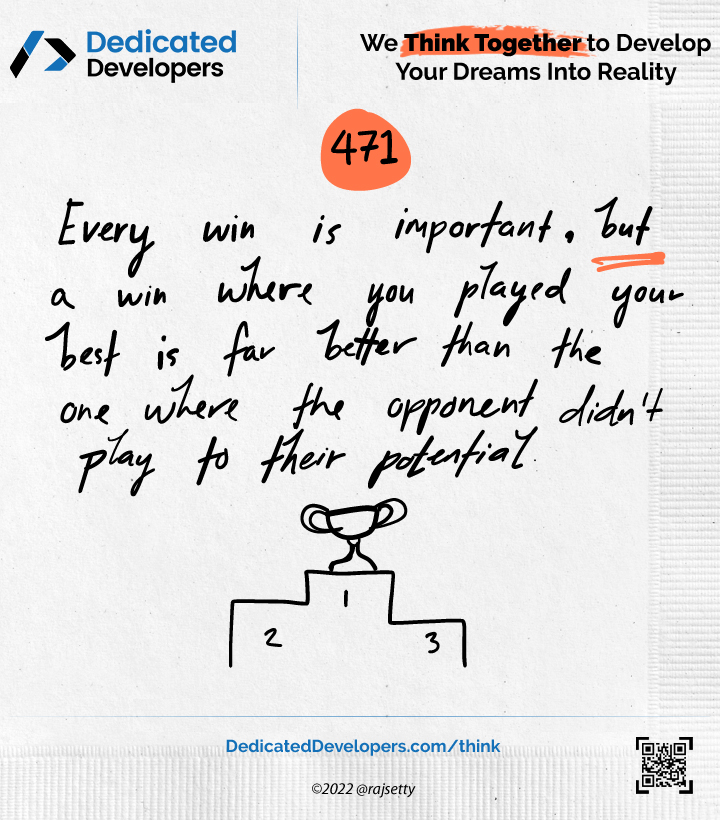 Dedicated
Developers
We Think Together to Develop
Your Dreams Into Reality
471
Every win is important, but
a win where you played your
best is far better than the
one where the opponent didn't
play to their potential.
1
2
3
DedicatedDevelopers.com/think
©2022 @rajsetty